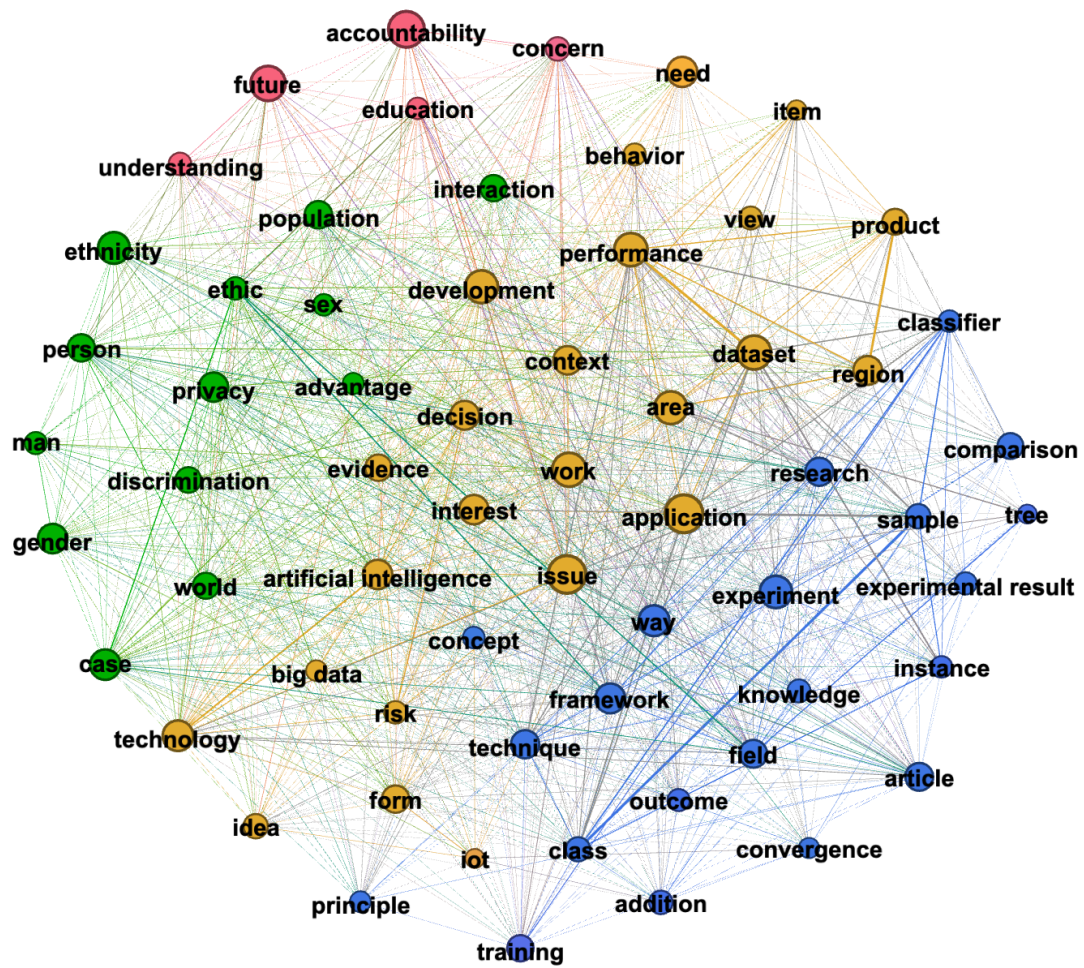 accountability
concern
need
future
education
item
behavior
understanding
interaction
population
view
product
ethnicity
performance
ethic
sex
development
classifier
person
context
dataset
region
privacy
advantage
decision
area
man
comparison
discrimination
evidence
work
research
interest
application
sample
tree
gender
world
artificial intelligence
issue
experiment
experimental result
way
concept
case
big data
framework
knowledge
instance
technology
risk
technique
field
article
form
outcome
idea
iot
class
convergence
principle
addition
training